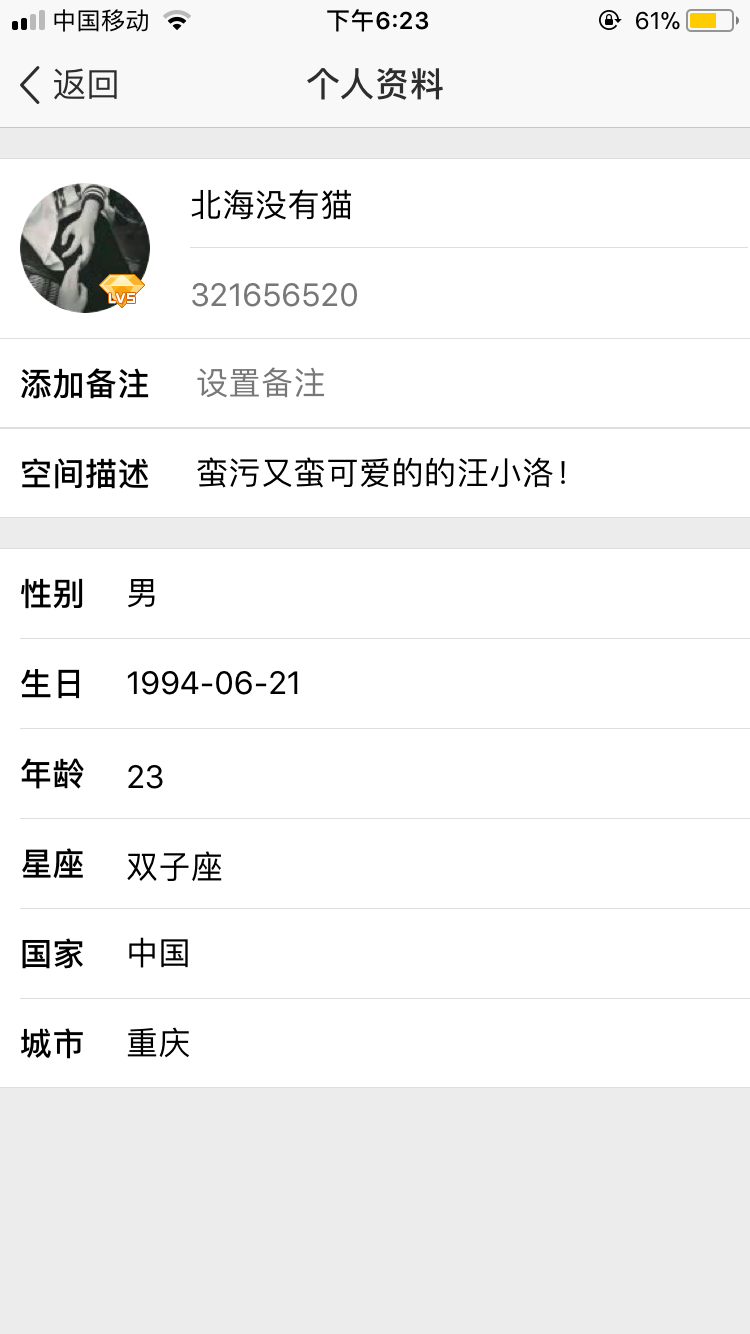 中国移动 下午6:23 61%
返回 个人资料
北海没有猫
LV5
321656520
添加备注 设置备注
空间描述 蛮污又蛮可爱的的汪小洛！
性别 男
生日 1994-06-21
年龄 23
星座 双子座
国家 中国
城市 重庆